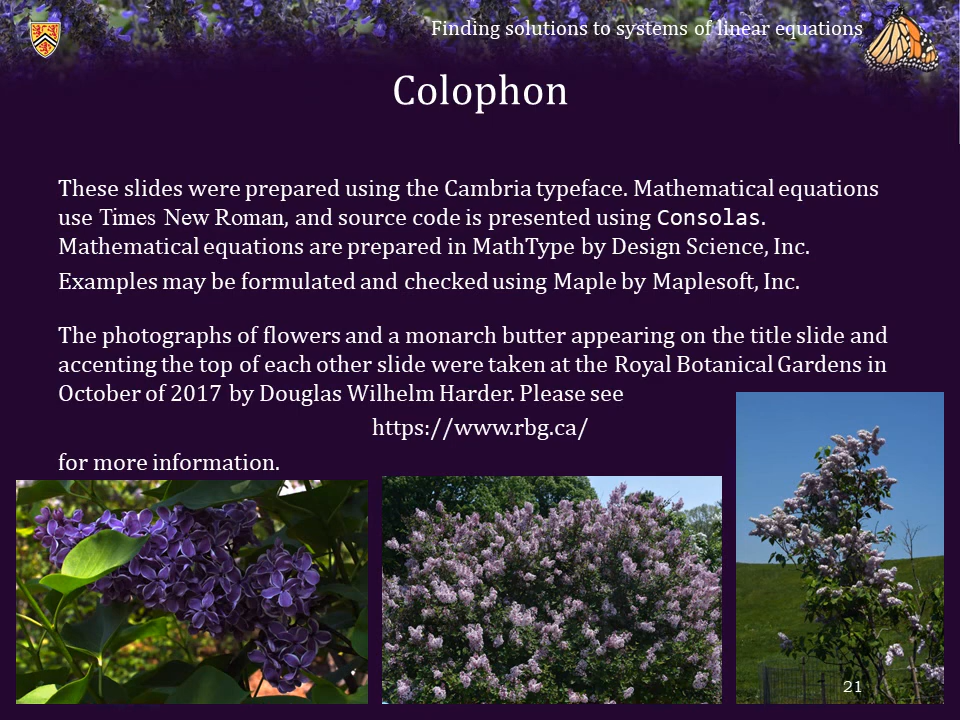 Finding solutions to systems of linear equations
Colophon
These slides were prepared using the Cambria typeface. Mathematical equations
use Times New Roman, and source code is presented using Consolas.
Mathematical equations are prepared in MathType by Design Science, Inc.
Examples may be formulated and checked using Maple by Maplesoft, Inc.
The photographs of flowers and a monarch butter appearing on the title slide and
accenting the top of each other slide were taken at the Royal Botanical Gardens in
October of 2017 by Douglas Wilhelm Harder. Please see
https://www.rbg.ca/
for more information.
21